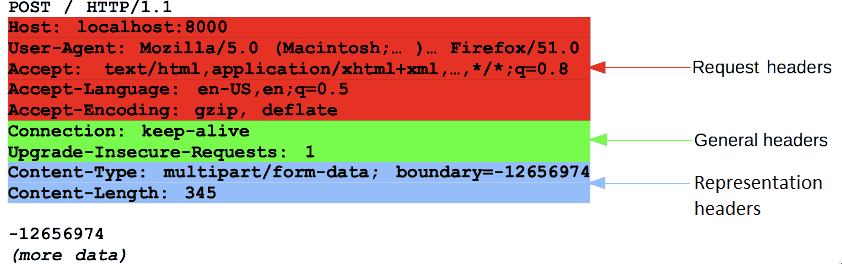 POST / HTTP/1.1
Host: localhost:8000
User-Agent: Mozilla/5.0 (Macintosh;… )… Firefox/51.0
Accept: text/html,application/xhtml+xml,…,*/*;q=0.8
Accept-Language: en-US,en;q=0.5
Accept-Encoding: gzip, deflate
Connection: keep-alive
Upgrade-Insecure-Requests: 1
Content-Type: multipart/form-data; boundary=-12656974
Content-Length: 345
-12656974
(more data)
Request headers
General headers
Representation
headers